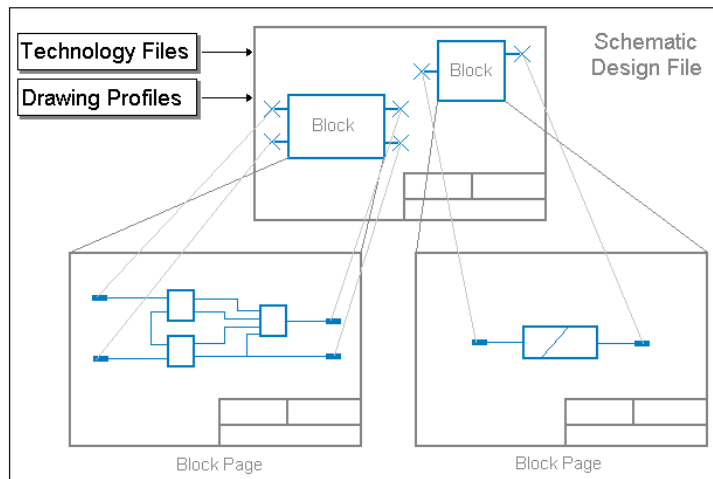 Technology Files
Drawing Profiles
Block
Block
Schematic
Design File
Block Page
Block Page